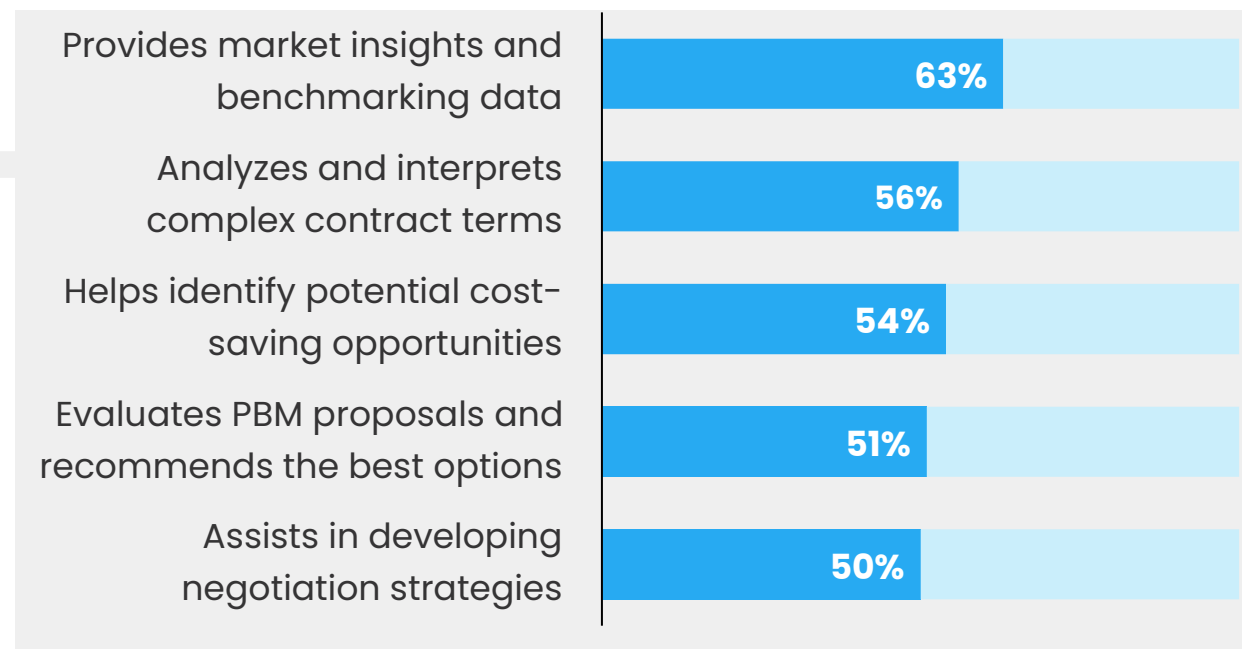 Provides market insights and
benchmarking data
63%
Analyzes and interprets
complex contract terms
56%
Helps identify potential cost-
saving opportunities
54%
Evaluates PBM proposals and
recommends the best options
51%
Assists in developing
negotiation strategies
50%